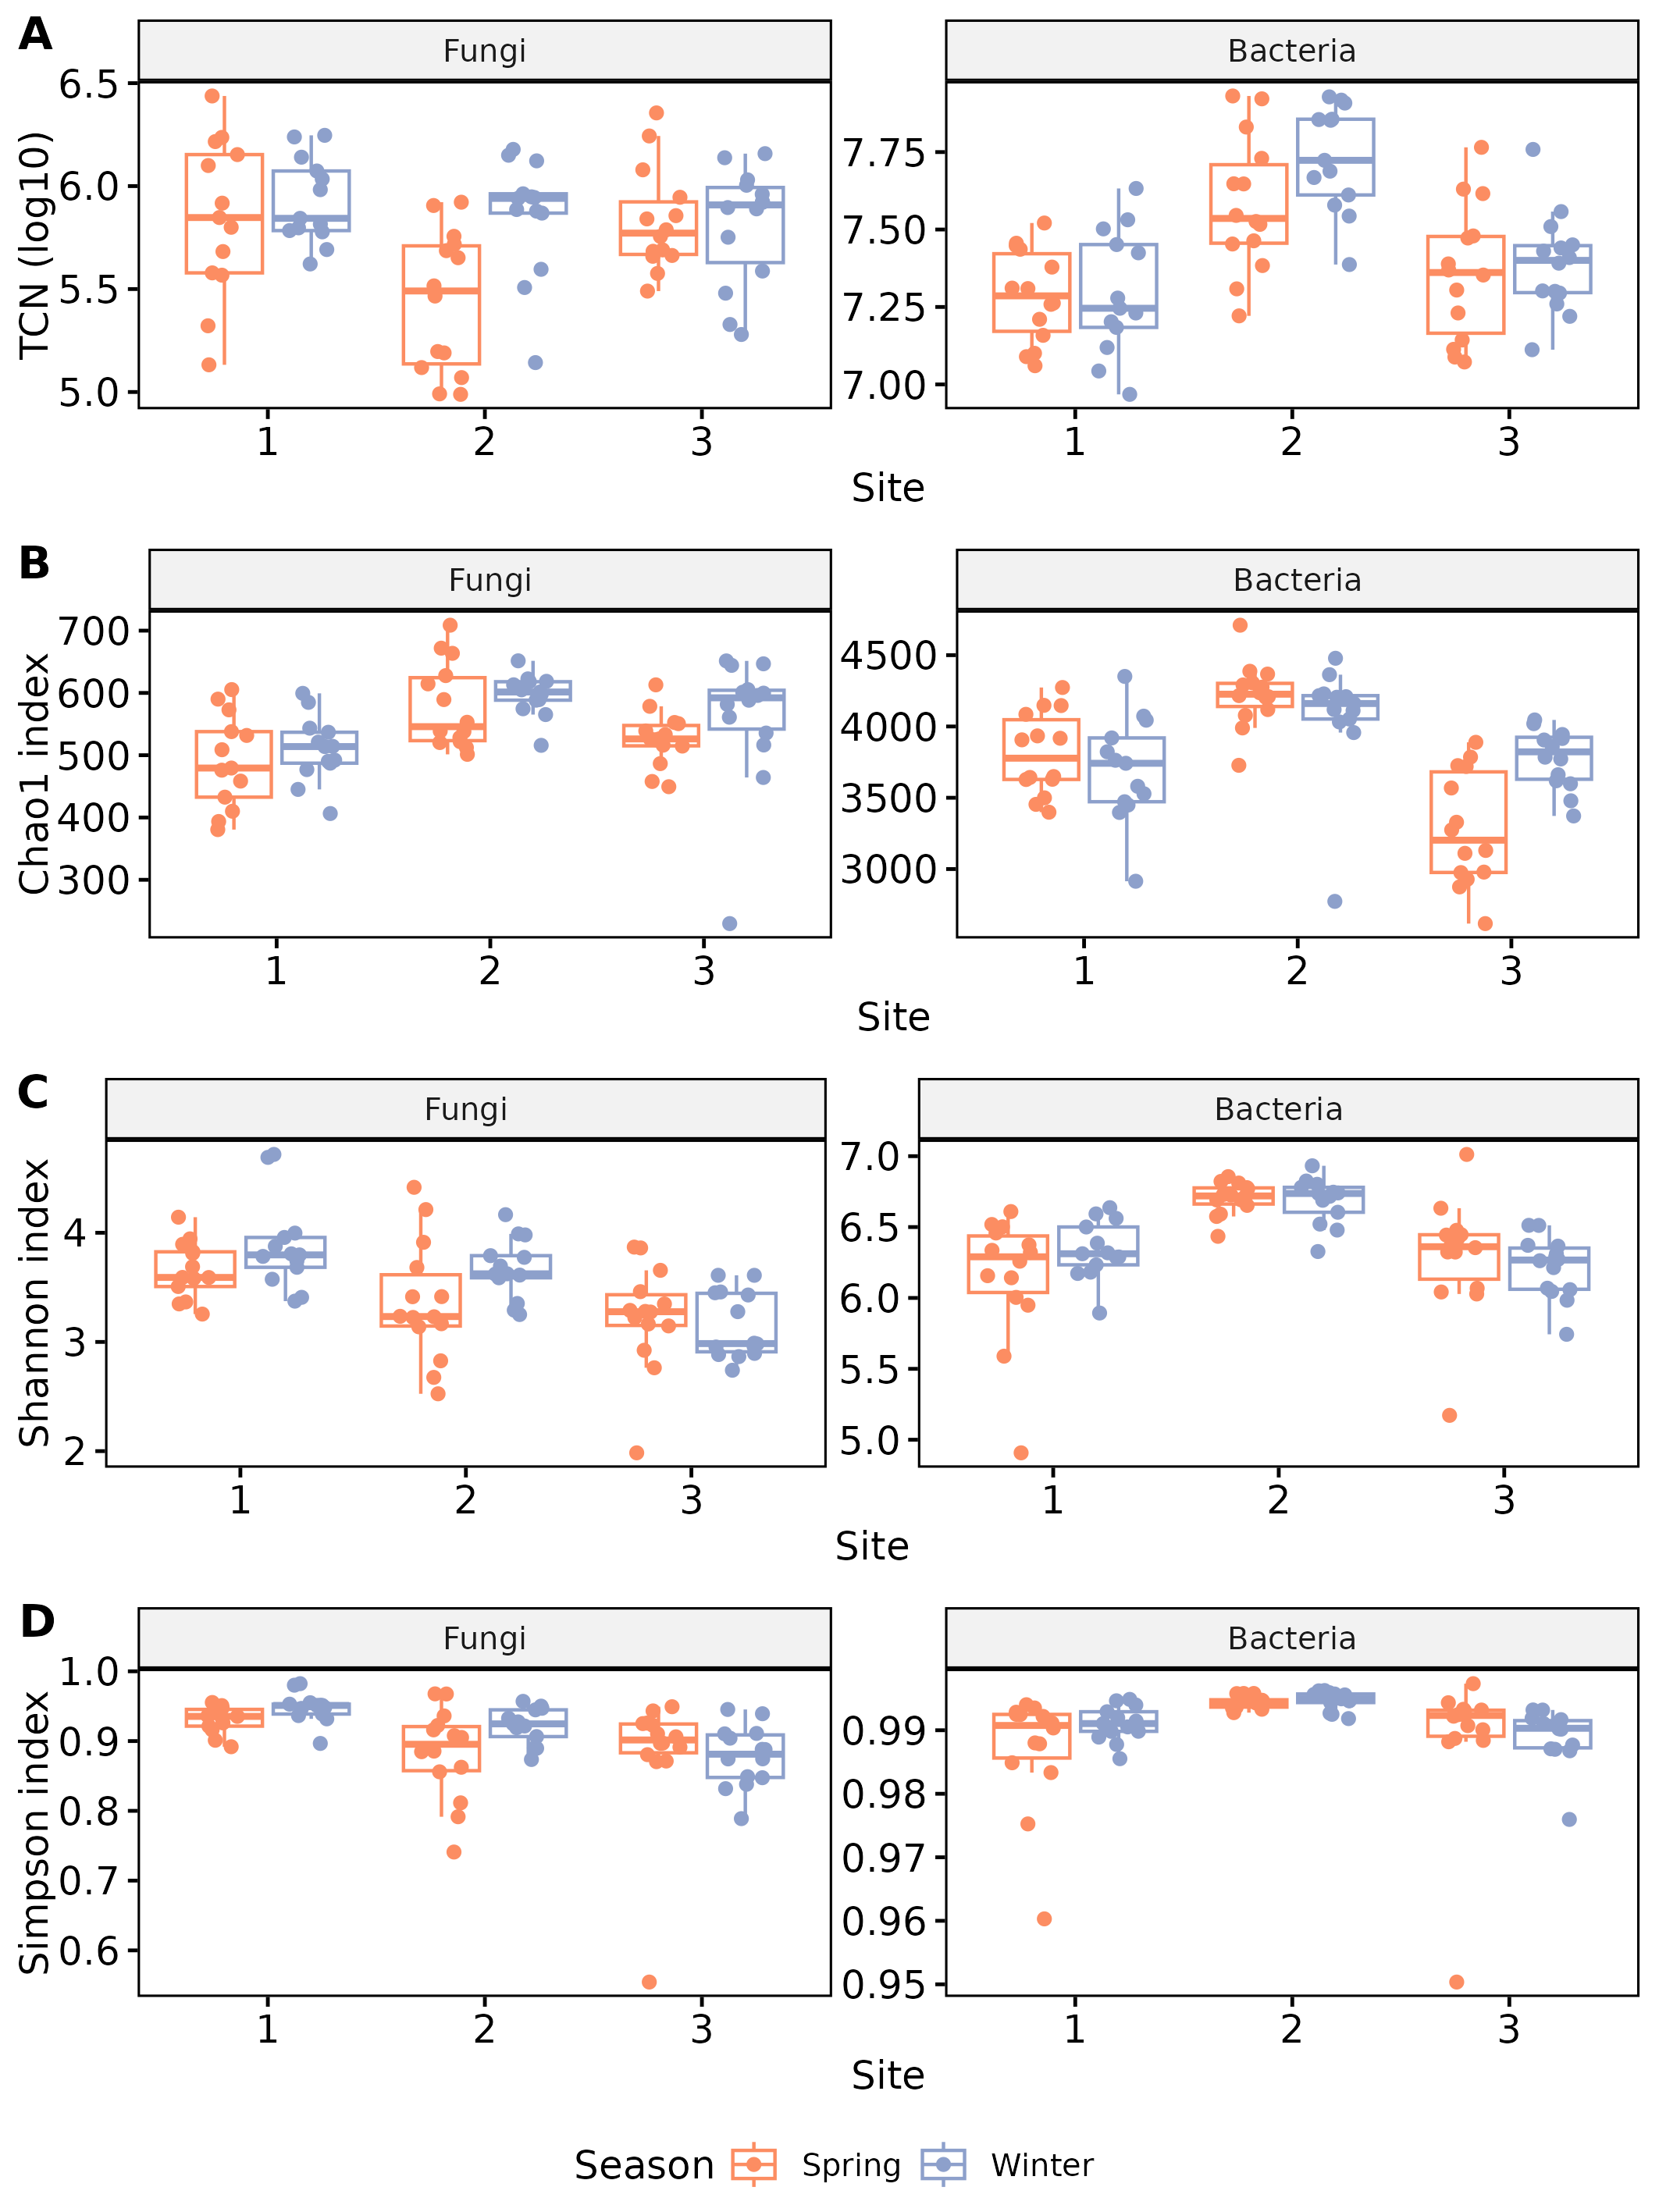 A
Fungi
Bacteria
TCN (log10)
6.5
6.0
5.5
5.0
7.75
7.50
7.25
7.00
1 2 3
1 2 3
Site
B
Fungi
Bacteria
Chao1 index
700
600
500
400
300
4500
4000
3500
3000
1 2 3
1 2 3
Site
C
Fungi
Bacteria
Shannon index
4
3
2
7.0
6.5
6.0
5.5
5.0
1 2 3
1 2 3
Site
D
Fungi
Bacteria
Simpson index
1.0
0.9
0.8
0.7
0.6
0.99
0.98
0.97
0.96
0.95
1 2 3
1 2 3
Site
Season Spring Winter